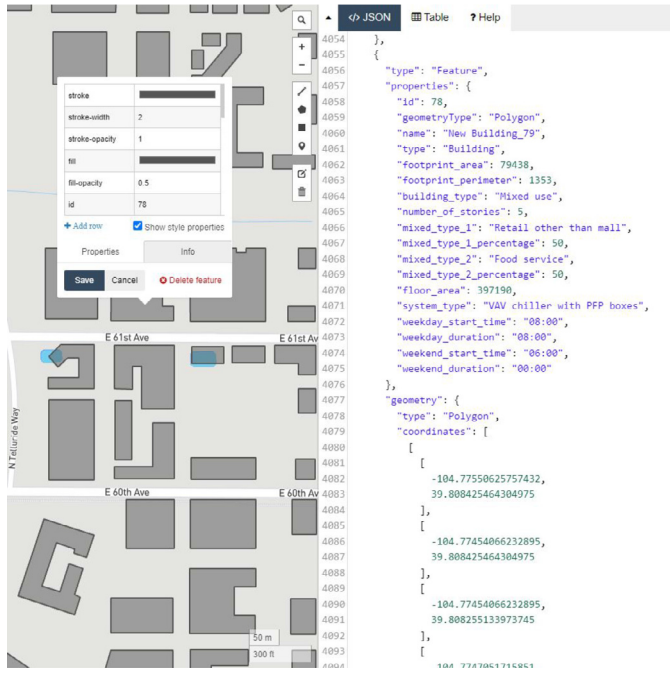 stroke
stroke-width 2
stroke-opacity 1
fill
fill-opacity 0.5
id 78
+ Add row
Show style properties
Properties Info
Save Cancel Delete feature
E 61st Ave E 61st Av
N Telluride Way
E 60th Ave E 60th Av
50 m
300 ft
+
−
</> JSON Table ? Help
4054 },
4055 {
4056 "type": "Feature",
4057 "properties": {
4058 "id": 78,
4059 "geometryType": "Polygon",
4060 "name": "New Building_79",
4061 "type": "Building",
4062 "footprint_area": 79438,
4063 "footprint_perimeter": 1353,
4064 "building_type": "Mixed use",
4065 "number_of_stories": 5,
4066 "mixed_type_1": "Retail other than mall",
4067 "mixed_type_1_percentage": 50,
4068 "mixed_type_2": "Food service",
4069 "mixed_type_2_percentage": 50,
4070 "floor_area": 397190,
4071 "system_type": "VAV chiller with PFP boxes",
4072 "weekday_start_time": "08:00",
4073 "weekday_duration": "08:00",
4074 "weekend_start_time": "06:00",
4075 "weekend_duration": "00:00"
4076 },
4077 "geometry": {
4078 "type": "Polygon",
4079 "coordinates": [
4080 [
4081 [
4082 -104.77550625757432,
4083 39.808425464304975
4084 ],
4085 [
4086 -104.77454066232895,
4087 39.808425464304975
4088 ],
4089 [
4090 -104.77454066232895,
4091 39.808255133973745
4092 ],
4093 [
4094 -104.7747051715851